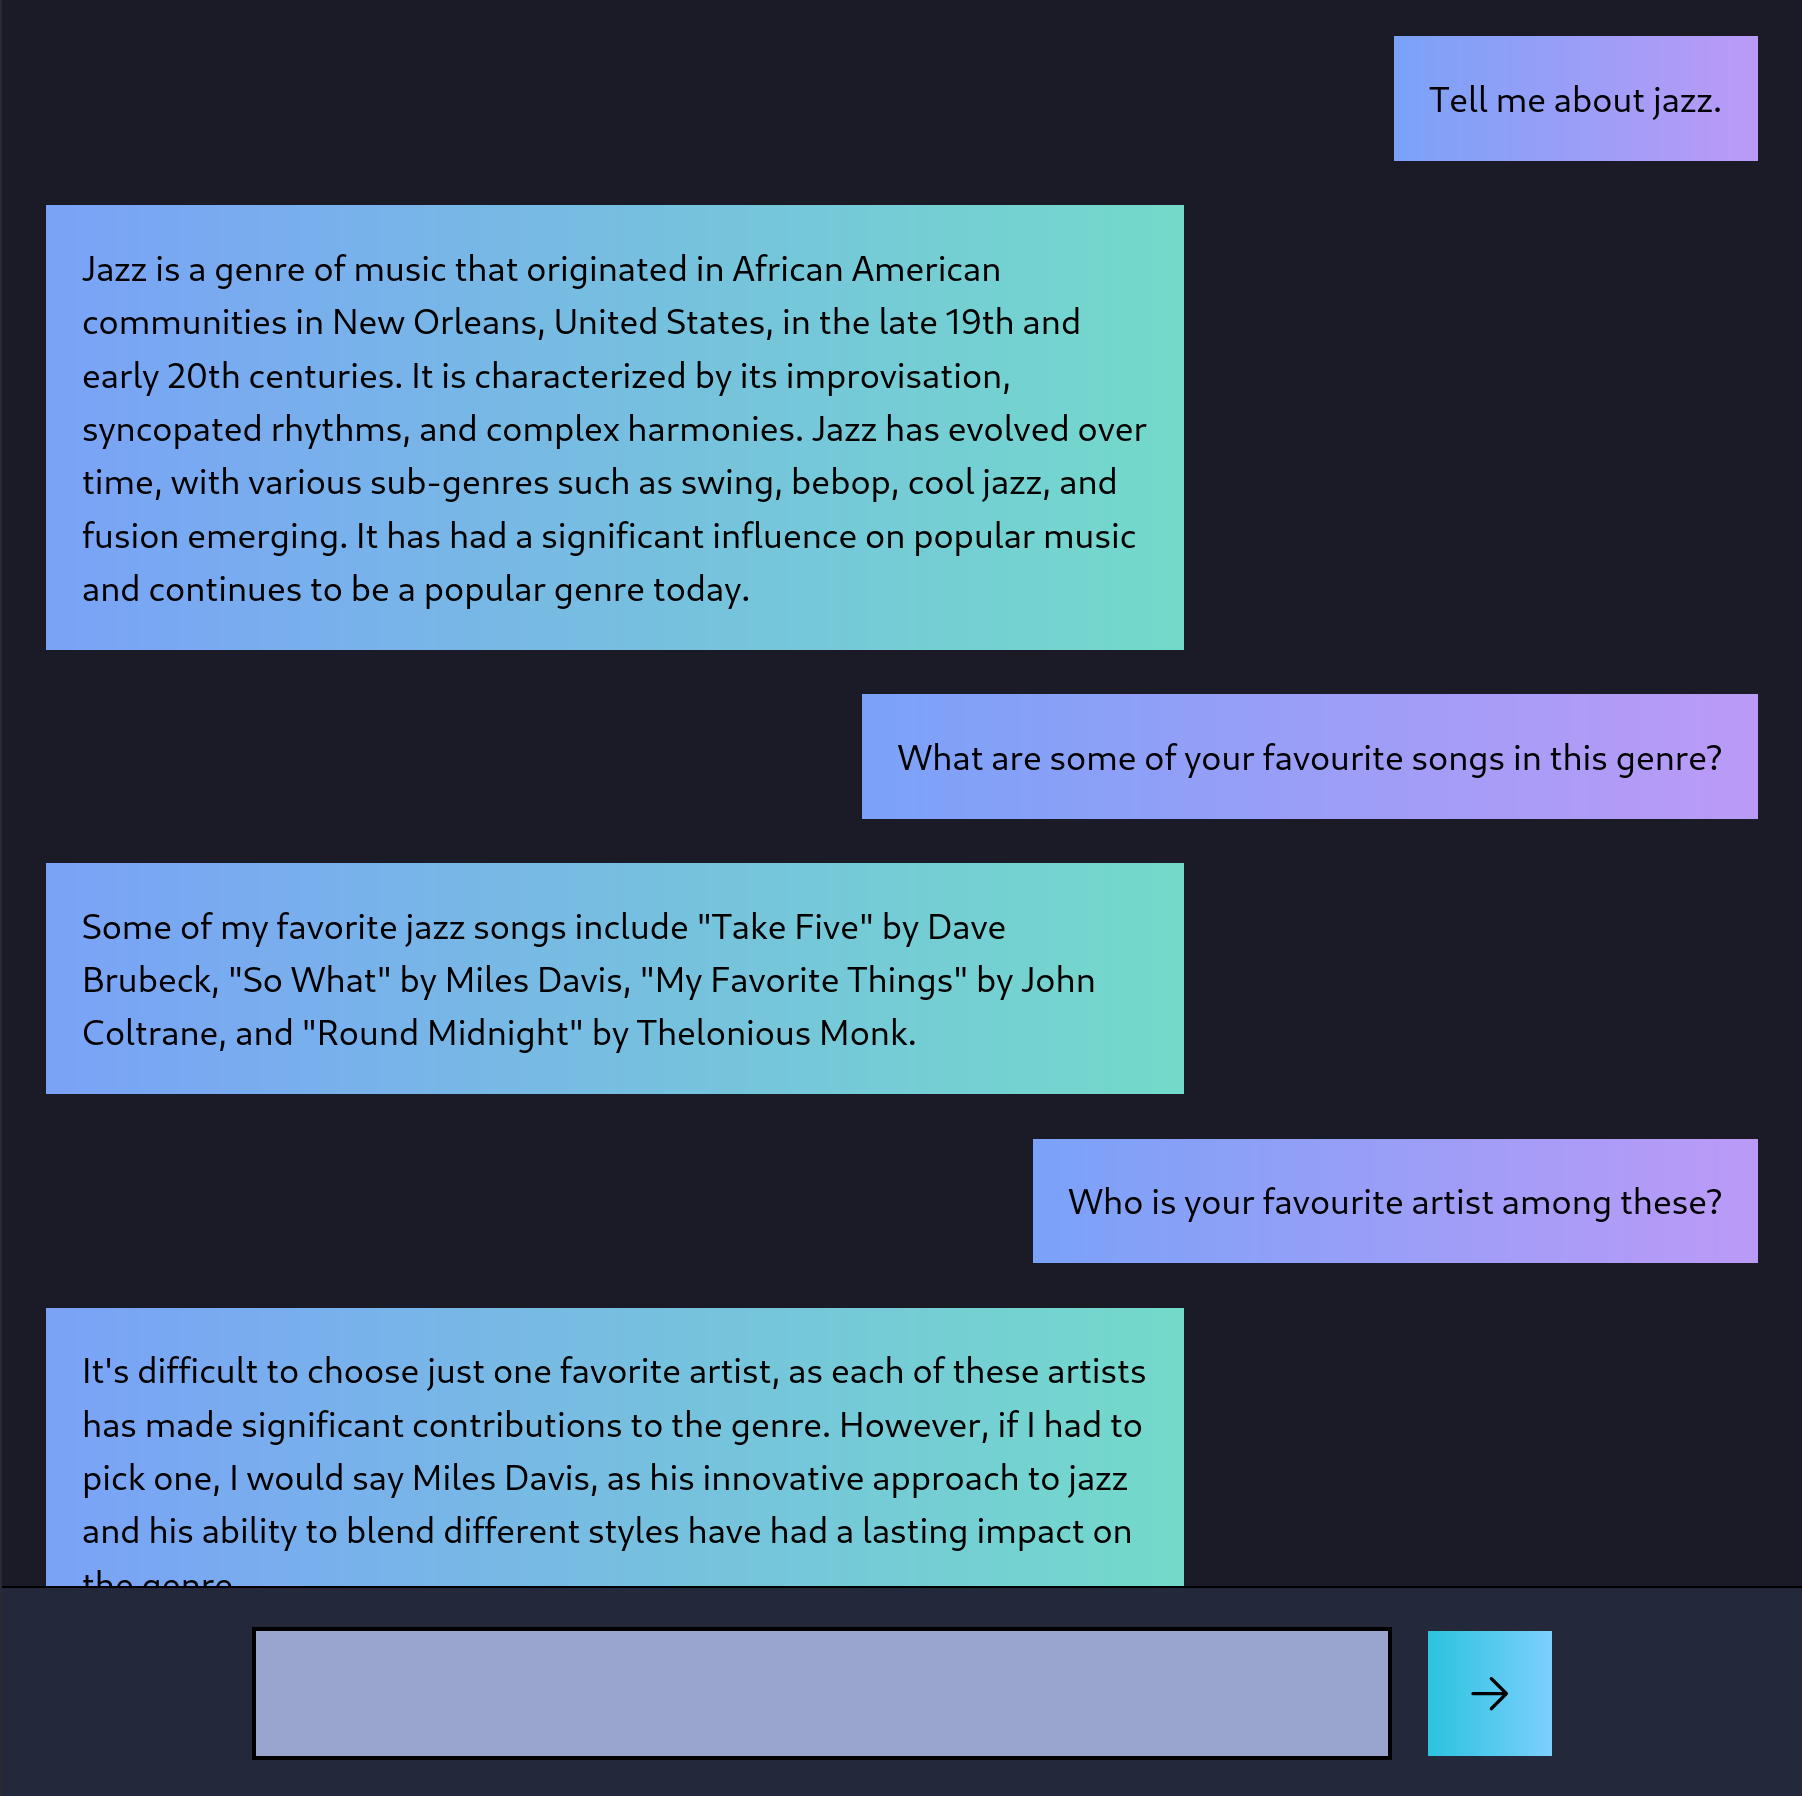 Tell me about jazz.
Jazz is a genre of music that originated in African American
communities in New Orleans, United States, in the late 19th and
early 20th centuries. It is characterized by its improvisation,
syncopated rhythms, and complex harmonies. Jazz has evolved over
time, with various sub-genres such as swing, bebop, cool jazz, and
fusion emerging. It has had a significant influence on popular music
and continues to be a popular genre today.
What are some of your favourite songs in this genre?
Some of my favorite jazz songs include "Take Five" by Dave
Brubeck, "So What" by Miles Davis, "My Favorite Things" by John
Coltrane, and "Round Midnight" by Thelonious Monk.
Who is your favourite artist among these?
It's difficult to choose just one favorite artist, as each of these artists
has made significant contributions to the genre. However, if I had to
pick one, I would say Miles Davis, as his innovative approach to jazz
and his ability to blend different styles have had a lasting impact on
the genre.